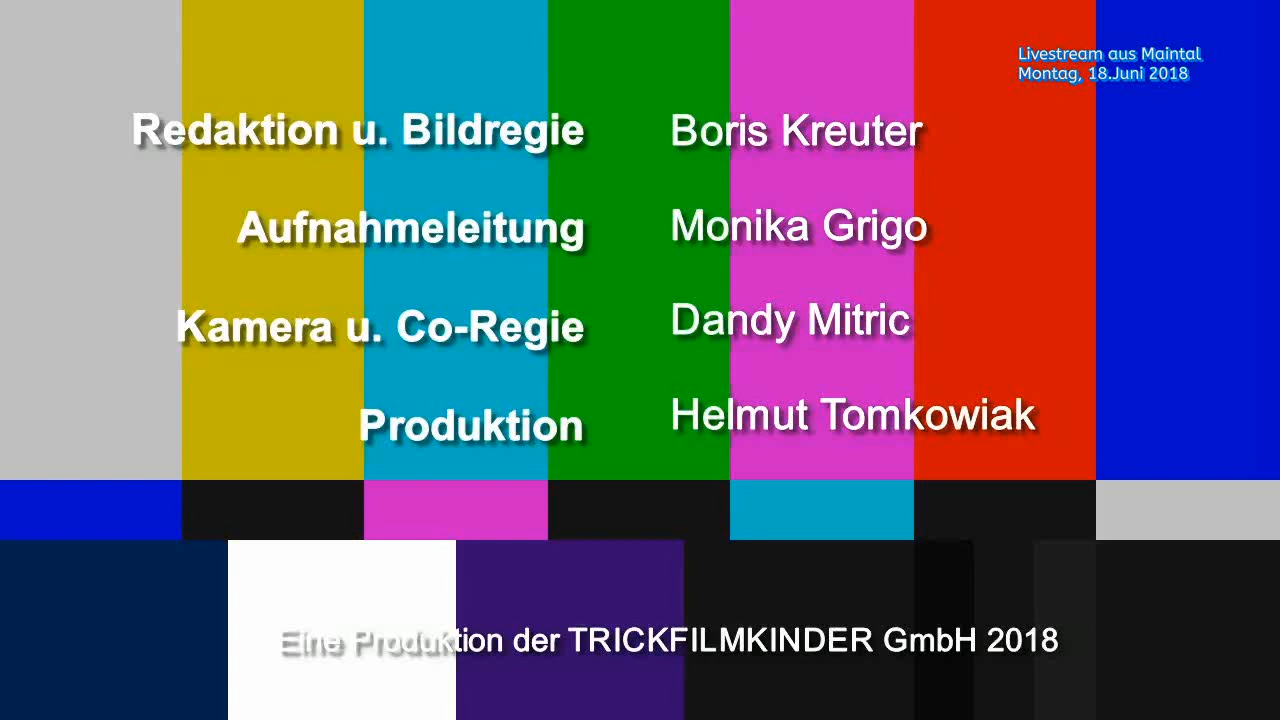 Livestream aus Maintal
Montag, 18.Juni 2018
Redaktion u. Bildregie Boris Kreuter
Aufnahmeleitung Monika Grigo
Kamera u. Co-Regie Dandy Mitric
Produktion Helmut Tomkowiak
Eine Produktion der TRICKFILMKINDER GmbH 2018